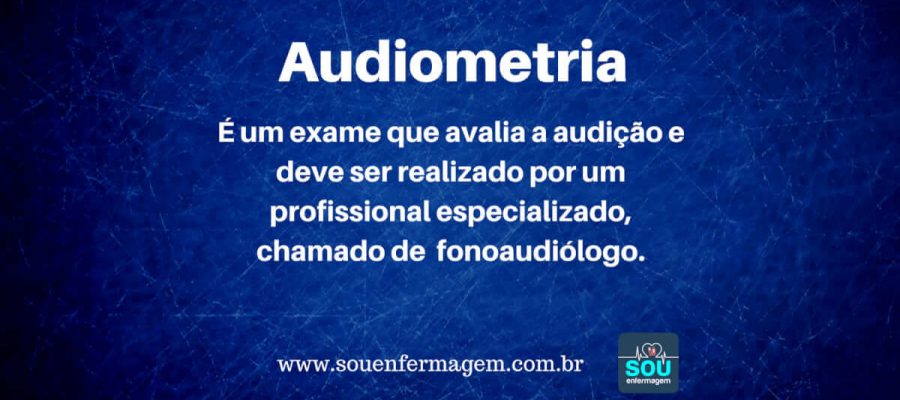 Audiometria
É um exame que avalia a audição e
deve ser realizado por um
profissional especializado,
chamado de fonoaudiólogo.
www.souenfermagem.com.br
SOU
enfermagem